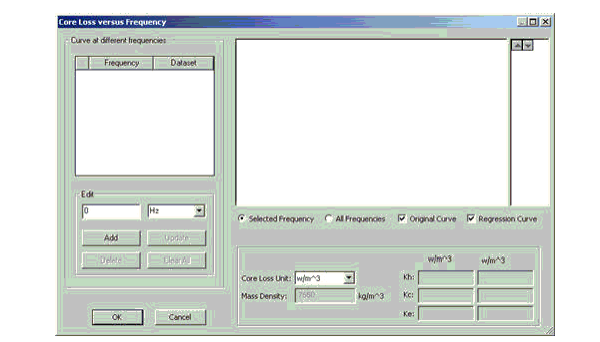 Core Loss versus Frequency
Curve at different frequencies
Frequency Dataset
Edit
0 Hz
Add Update
Delete Clear All
OK Cancel
Selected Frequency All Frequencies Original Curve Regression Curve
w/m^3 w/m^3
Core Loss Unit: w/m^3 Kh:
Mass Density: 7650 kg/m^3 Kc:
Ke: